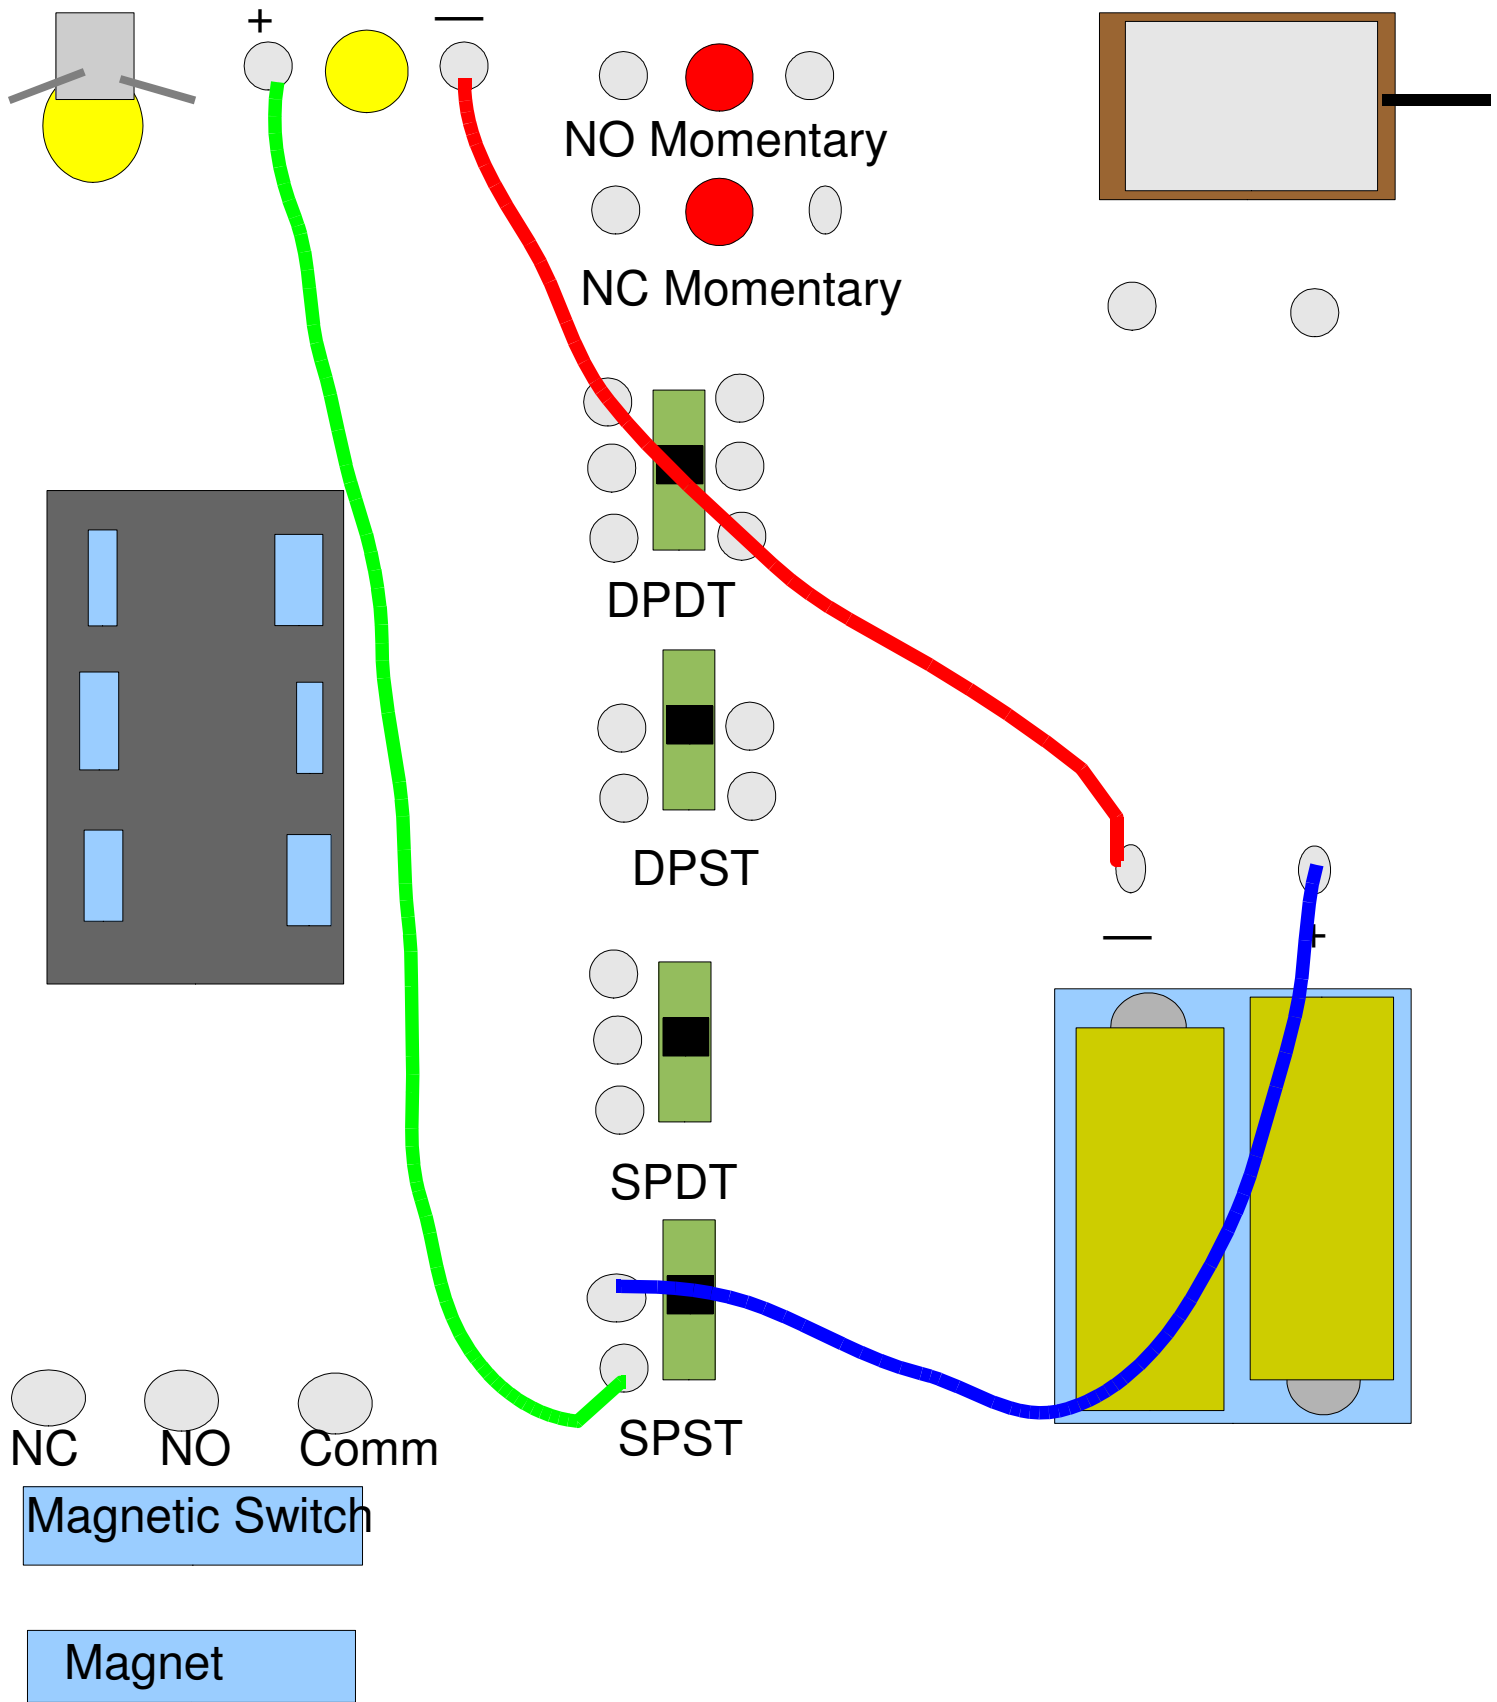 + —
NO Momentary
NC Momentary
DPDT
DPST
— +
SPDT
SPST
NC NO Comm
Magnetic Switch
Magnet